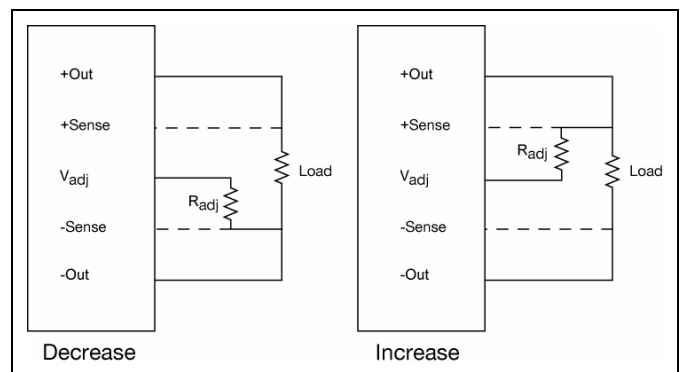 +Out
+Sense
Vadj
-Sense
-Out
Radj
Load
Decrease
+Out
+Sense
Vadj
-Sense
-Out
Radj
Load
Increase